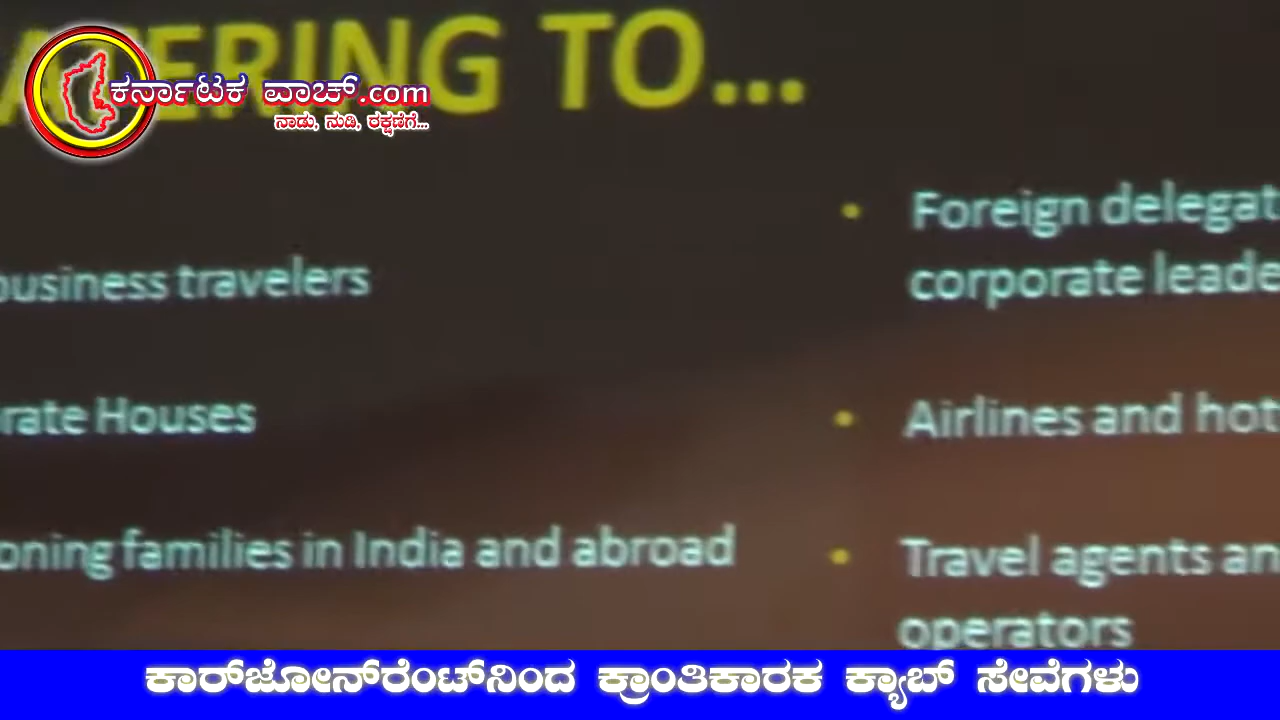 ATERING TO...
ಕರ್ನಾಟಕ ವಾಚ್.com
ನಾಡು, ನುಡಿ, ರಕ್ಷಣೆಗೆ...
business travelers
rate Houses
oning families in India and abroad
• Foreign delegat
corporate leade
• Airlines and hot
• Travel agents an
operators
ಕಾರ್‌ಜೋನ್‌ರೆಂಟ್‌ನಿಂದ ಕ್ರಾಂತಿಕಾರಕ ಕ್ಯಾಬ್ ಸೇವೆಗಳು